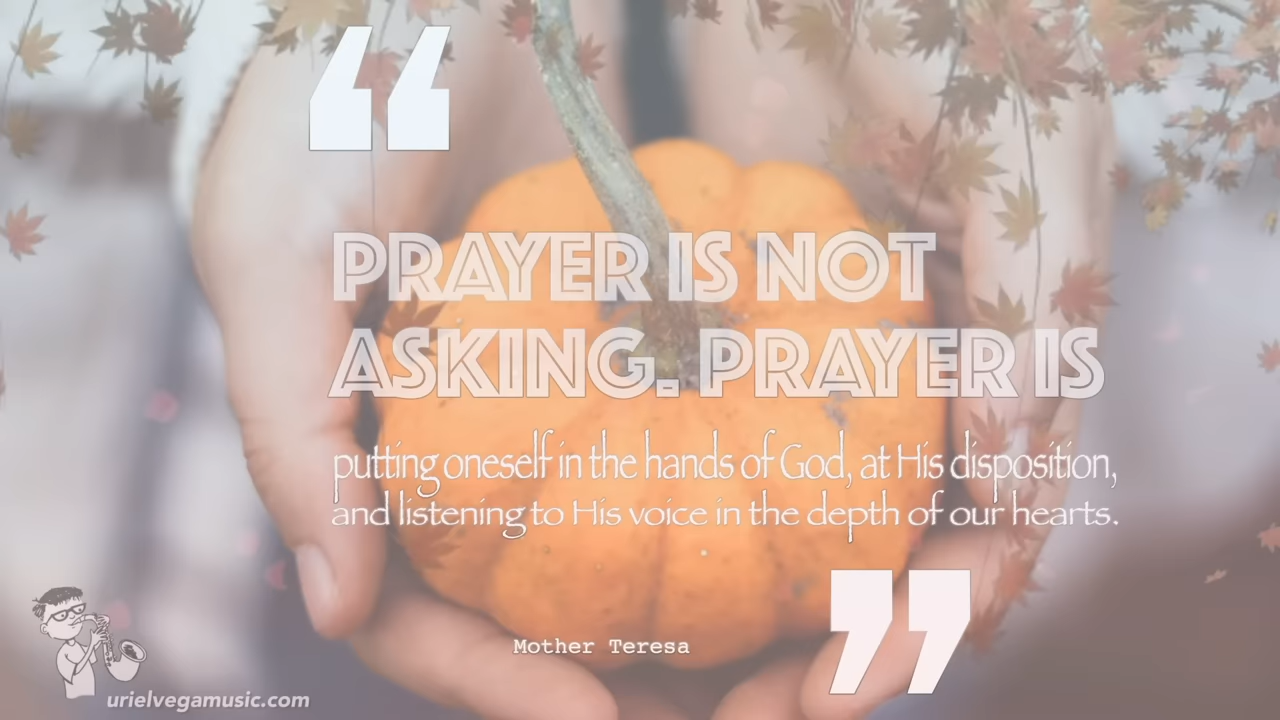 “
PRAYER IS NOT
ASKING. PRAYER IS
putting oneself in the hands of God, at His disposition,
and listening to His voice in the depth of our hearts.
”
Mother Teresa
urielvegamusic.com